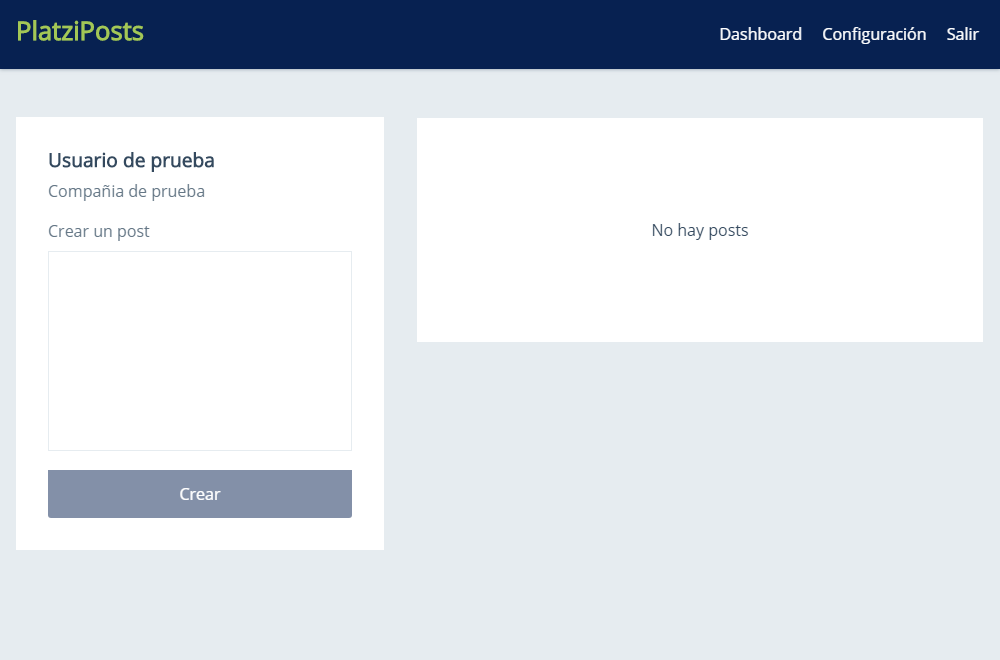 PlatziPosts
Dashboard Configuración Salir
Usuario de prueba
Compañia de prueba
Crear un post
Crear
No hay posts